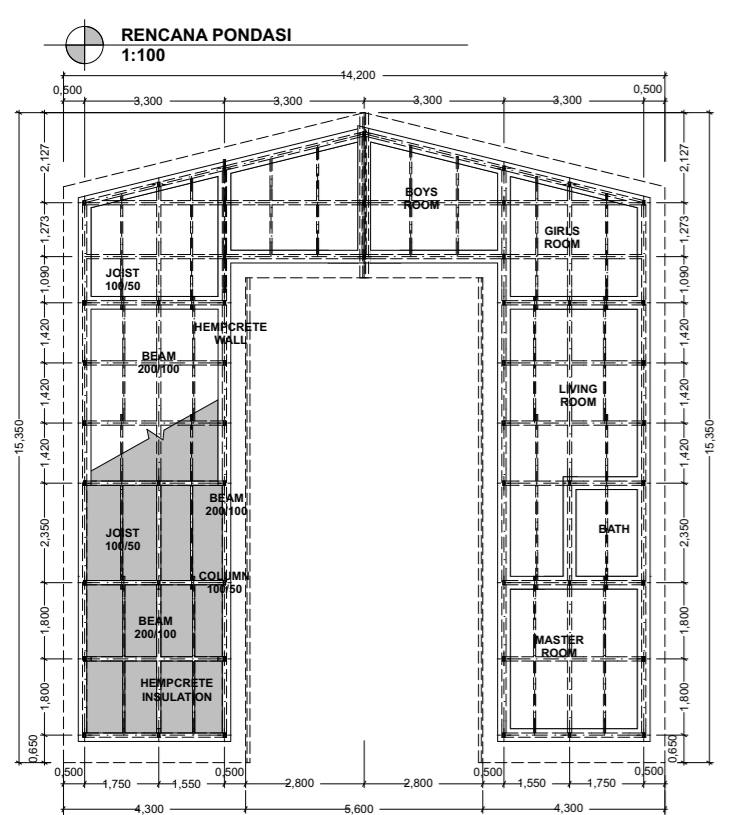 RENCANA PONDASI
1:100
14,200
0,500
0,500
3,300
3,300
3,300
3,300
2,127
2,127
BOYS
ROOM
1,273
GIRLS
ROOM
1,273
JOIST
100/50
1,090
1,090
HEMPCRETE
WALL
1,420
1,420
BEAM
200/100
LIVING
ROOM
1,420
1,420
15,350
15,350
1,420
1,420
BEAM
200/100
JOIST
100/50
BATH
2,350
2,350
COLUMN
100/50
BEAM
200/100
1,800
1,800
MASTER
ROOM
HEMPCRETE
INSULATION
1,800
1,800
0,650
0,650
0,500
0,500
0,500
0,500
1,750
1,550
2,800
2,800
1,550
1,750
4,300
5,600
4,300